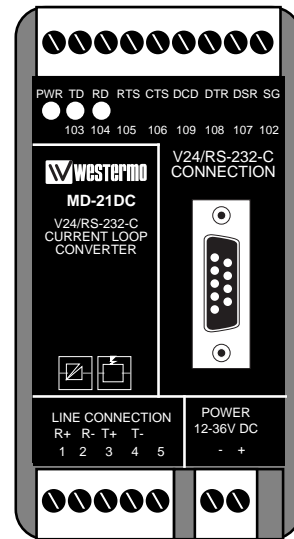 PWR TD RD RTS CTS DCD DTR DSR SG
103 104 105 106 109 108 107 102
Westermo
MD-21DC
V24/RS-232-C
CURRENT LOOP
CONVERTER
V24/RS-232-C
CONNECTION
LINE CONNECTION
R+ R- T+ T-
1 2 3 4 5
POWER
12-36V DC
- +